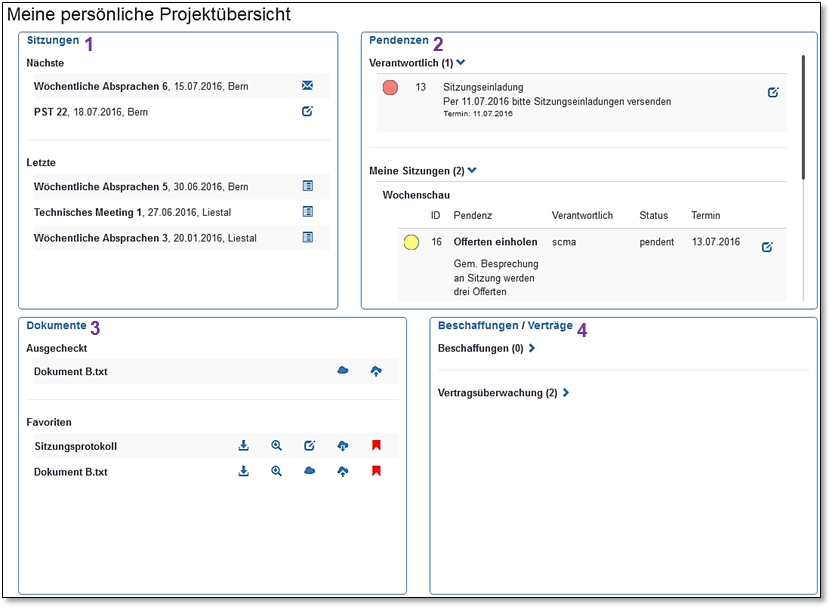 Meine persönliche Projektübersicht
Sitzungen 1
Nächste
Wöchentliche Absprachen 6, 15.07.2016, Bern
PST 22, 18.07.2016, Bern
Letzte
Wöchentliche Absprachen 5, 30.06.2016, Bern
Technisches Meeting 1, 27.06.2016, Liestal
Wöchentliche Absprachen 3, 20.01.2016, Liestal
Pendenzen 2
Verantwortlich (1)
13 Sitzungseinladung
Per 11.07.2016 bitte Sitzungseinladungen versenden
Termin: 11.07.2016
Meine Sitzungen (2)
Wochenschau
ID Pendenz Verantwortlich Status Termin
16 Offerten einholen scma pendent 13.07.2016
Gem. Besprechung
an Sitzung werden
drei Offerten
Dokumente 3
Ausgecheckt
Dokument B.txt
Favoriten
Sitzungsprotokoll
Dokument B.txt
Beschaffungen / Verträge 4
Beschaffungen (0)
Vertragsüberwachung (2)